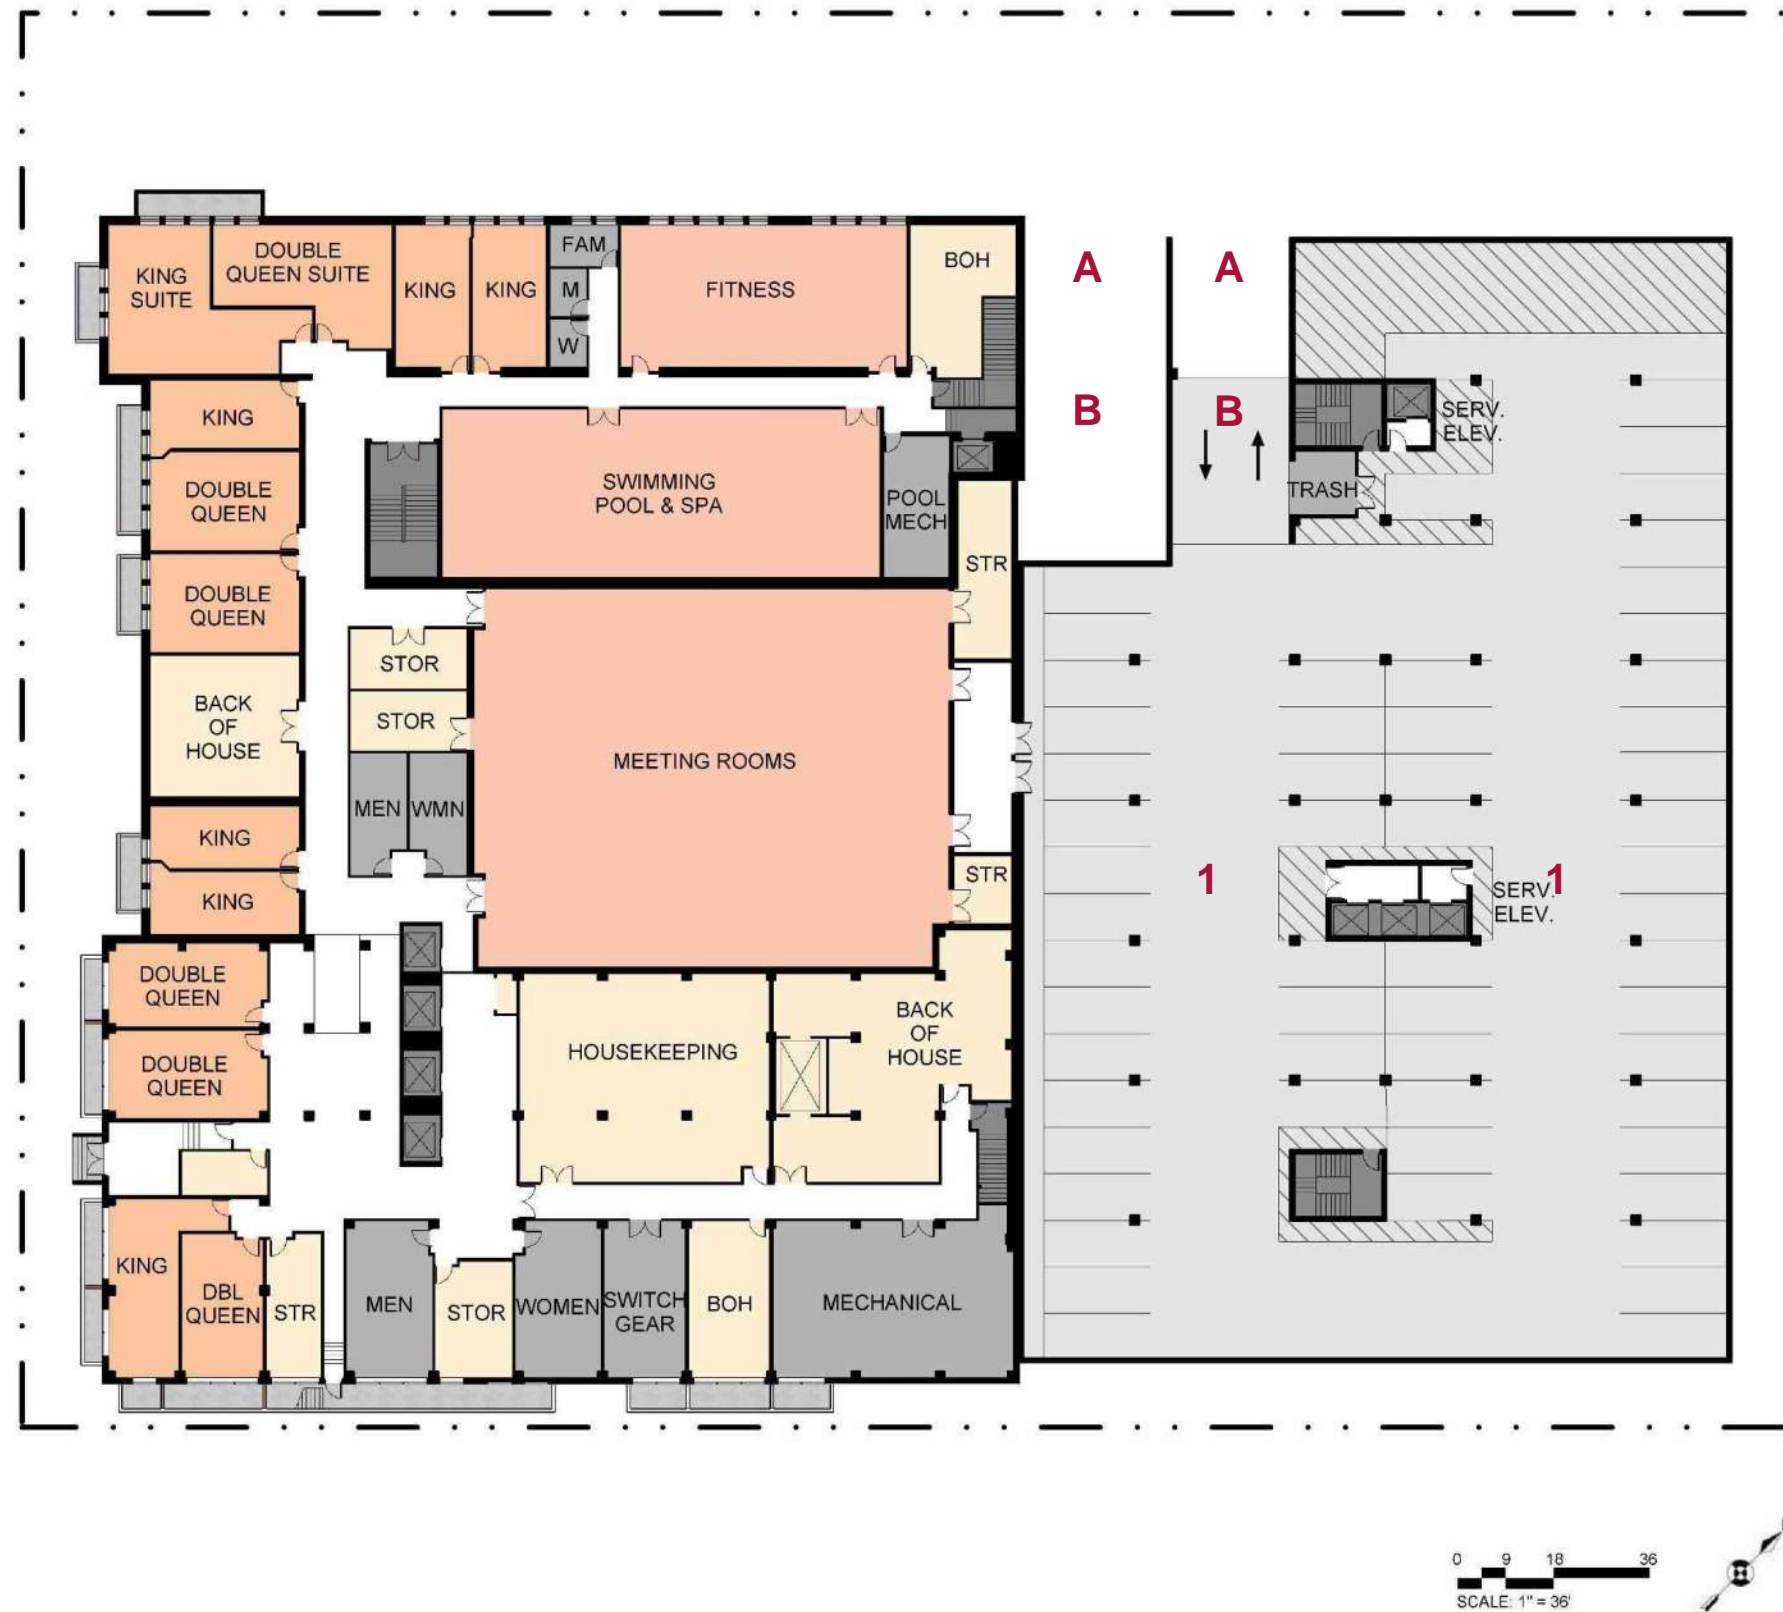 KING
SUITE
DOUBLE
QUEEN SUITE
KING
KING
FAM
M
W
FITNESS
BOH
A
A
B
B
KING
SERV.
ELEV.
DOUBLE
QUEEN
SWIMMING
POOL & SPA
POOL
MECH
TRASH
STR
DOUBLE
QUEEN
STOR
BACK
OF
HOUSE
STOR
MEETING ROOMS
MEN
WMN
KING
KING
STR
1
1
SERV.
ELEV.
DOUBLE
QUEEN
BACK
OF
HOUSE
HOUSEKEEPING
DOUBLE
QUEEN
KING
DBL
QUEEN
STR
MEN
STOR
WOMEN
SWITCH
GEAR
BOH
MECHANICAL
0 9 18 36
SCALE: 1" = 36'